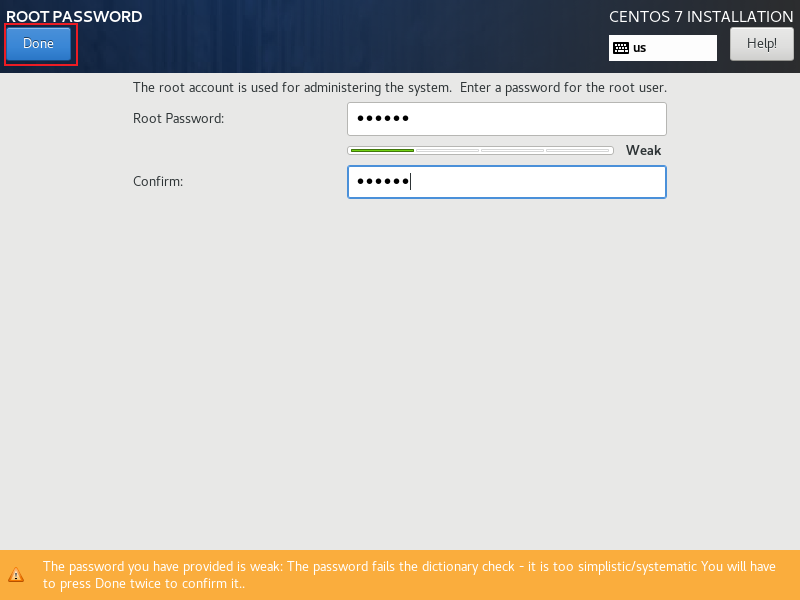 ROOT PASSWORD
CENTOS 7 INSTALLATION
Done
us
Help!
The root account is used for administering the system.  Enter a password for the root user.
Root Password:
••••••
Weak
Confirm:
••••••
The password you have provided is weak: The password fails the dictionary check - it is too simplistic/systematic You will have
to press Done twice to confirm it..